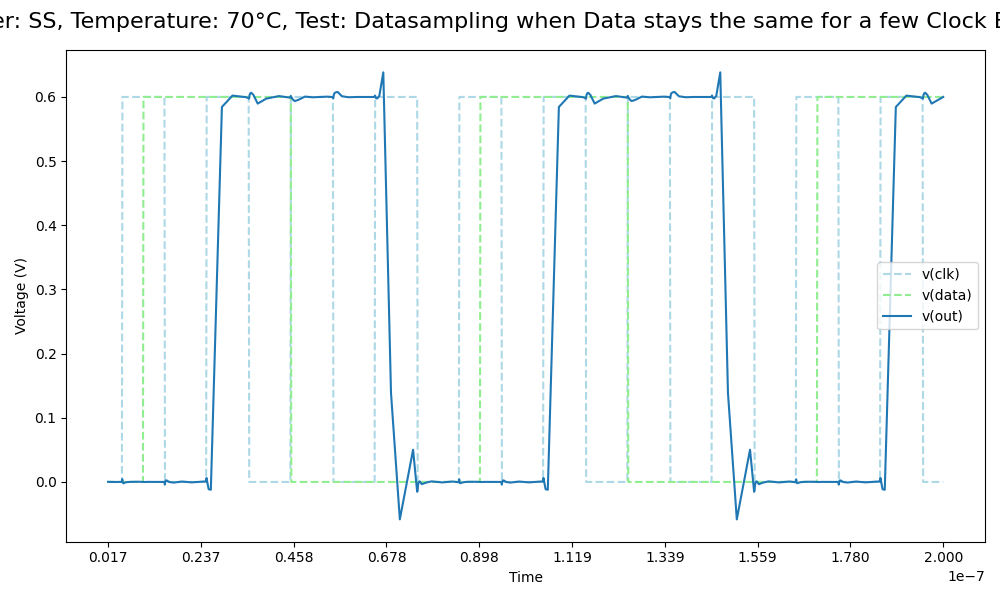 er: SS, Temperature: 70°C, Test: Datasampling when Data stays the same for a few Clock E
0.6
0.5
0.4
0.3
0.2
0.1
0.0
Voltage (V)
v(clk)
v(data)
v(out)
0.017 0.237 0.458 0.678 0.898 1.119 1.339 1.559 1.780 2.000
1e−7
Time